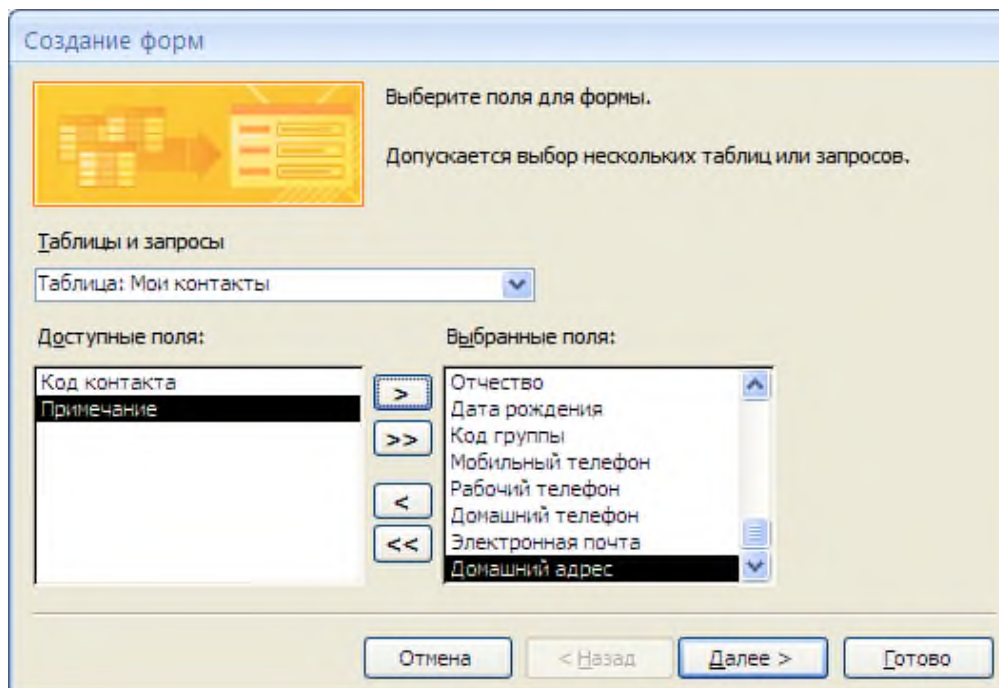 Создание форм
Выберите поля для формы.
Допускается выбор нескольких таблиц или запросов.
Таблицы и запросы
Таблица: Мои контакты
Доступные поля:
Выбранные поля:
Код контакта
Примечание
>
>>
<
<<
Отчество
Дата рождения
Код группы
Мобильный телефон
Рабочий телефон
Домашний телефон
Электронная почта
Домашний адрес
Отмена
< Назад
Далее >
Готово